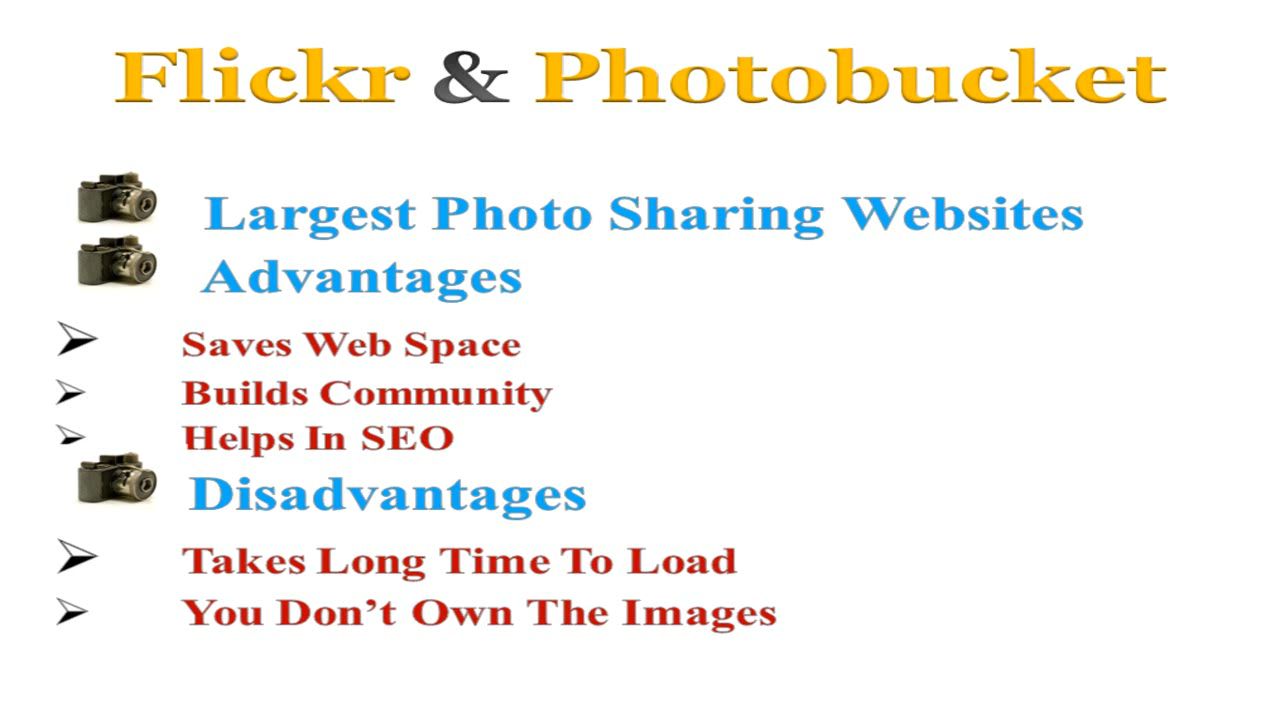 Flickr & Photobucket
Largest Photo Sharing Websites
Advantages
Saves Web Space
Builds Community
Helps In SEO
Disadvantages
Takes Long Time To Load
You Don’t Own The Images